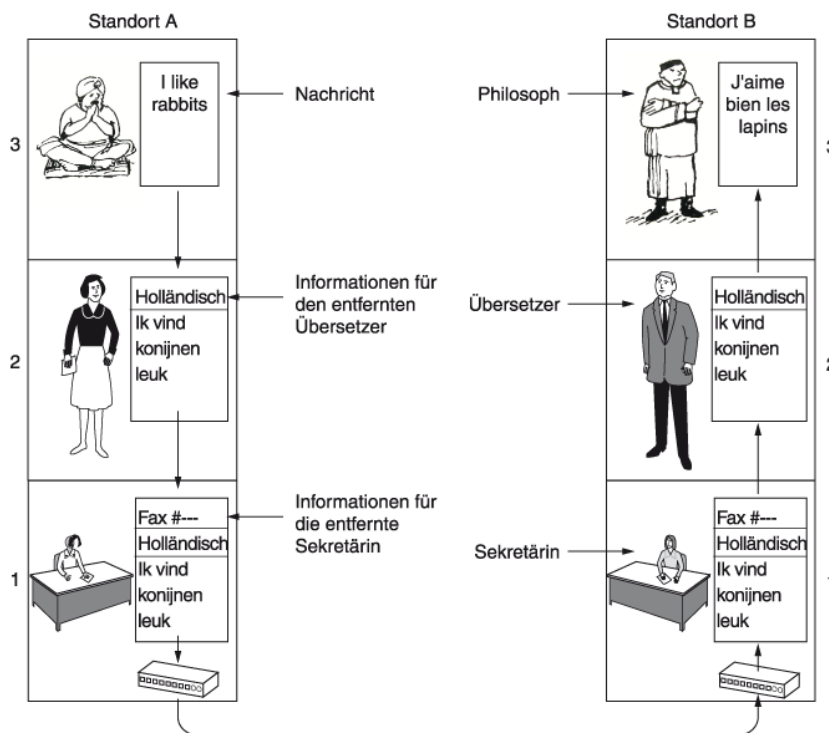 Standort A
Standort B
I like
rabbits
Nachricht
Philosoph
J'aime
bien les
lapins
3
3
Holländisch
Ik vind
konijnen
leuk
Informationen für
den entfernten
Übersetzer
Übersetzer
Holländisch
Ik vind
konijnen
leuk
2
2
Fax #---
Holländisch
Ik vind
konijnen
leuk
Informationen für
die entfernte
Sekretärin
Sekretärin
Fax #---
Holländisch
Ik vind
konijnen
leuk
1